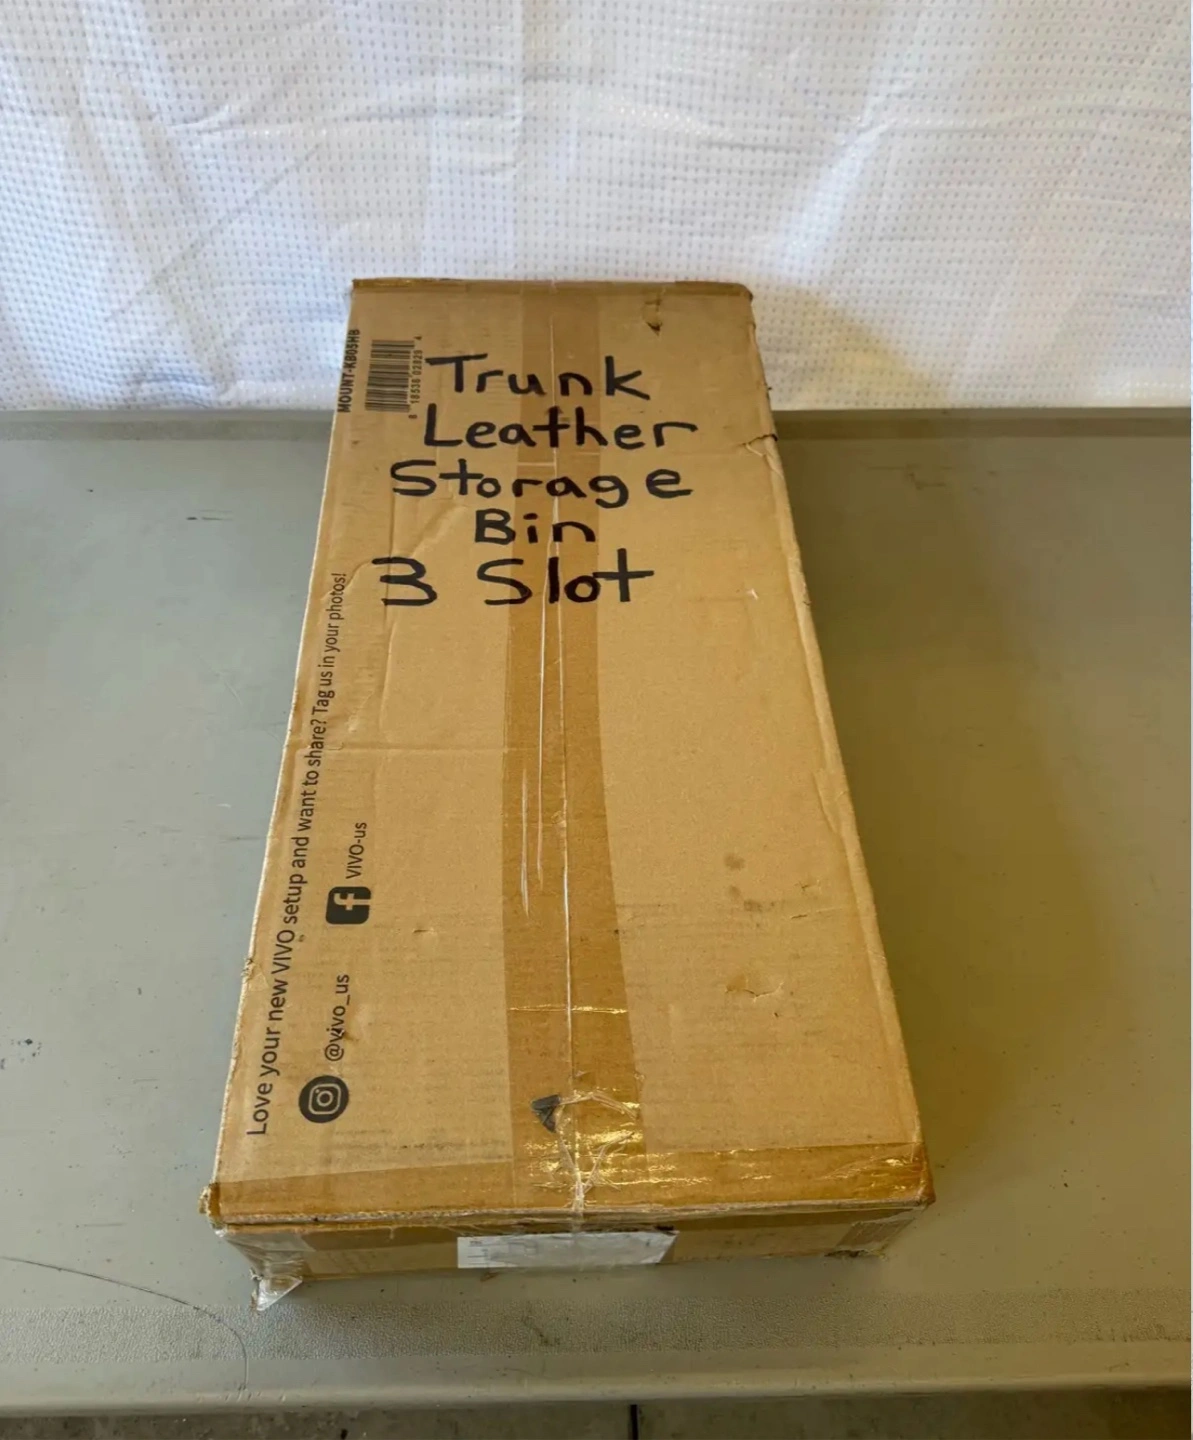 Trunk
Leather
Storage
Bin
3 Slot
MOUNT-KB05HB
Love your new VIVO setup and want to share? Tag us in your photos!
@vivo_us
VIVO-us